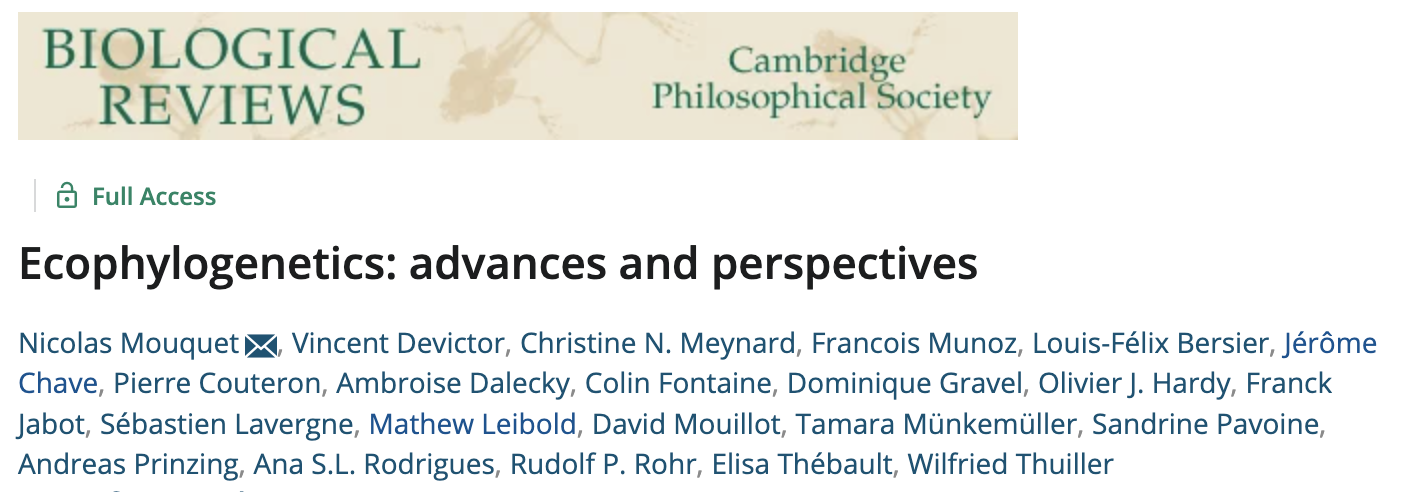 BIOLOGICAL
REVIEWS
Cambridge
Philosophical Society
Full Access
Ecophylogenetics: advances and perspectives
Nicolas Mouquet, Vincent Devictor, Christine N. Meynard, Francois Munoz, Louis-Félix Bersier, Jérôme
Chave, Pierre Couteron, Ambroise Dalecky, Colin Fontaine, Dominique Gravel, Olivier J. Hardy, Franck
Jabot, Sébastien Lavergne, Mathew Leibold, David Mouillot, Tamara Münkemüller, Sandrine Pavoine,
Andreas Prinzing, Ana S.L. Rodrigues, Rudolf P. Rohr, Elisa Thébault, Wilfried Thuiller